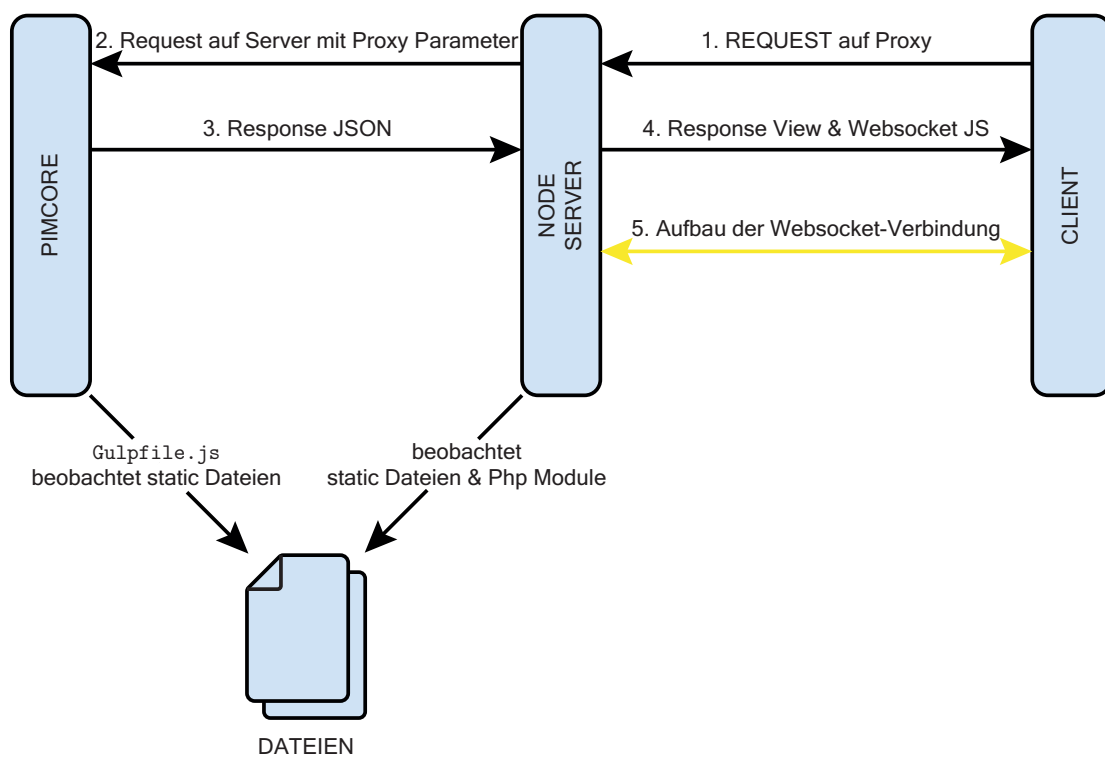 2. Request auf Server mit Proxy Parameter
1. REQUEST auf Proxy
3. Response JSON
4. Response View & Websocket JS
5. Aufbau der Websocket-Verbindung
PIMCORE
NODE
SERVER
CLIENT
Gulpfile.js
beobachtet static Dateien
beobachtet
static Dateien & Php Module
DATEIEN